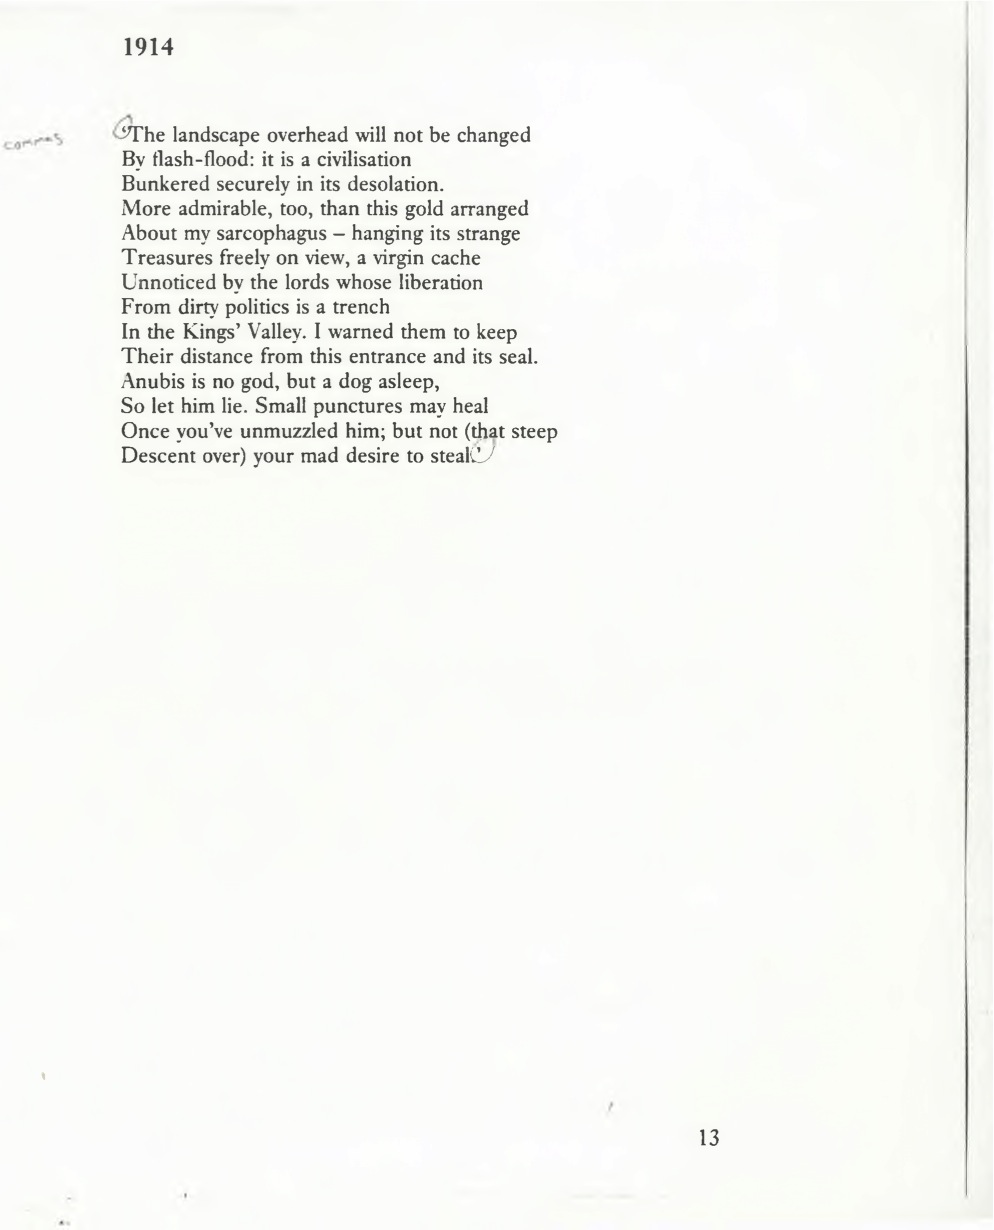 1914
commas
‘The landscape overhead will not be changed
By flash-flood: it is a civilisation
Bunkered securely in its desolation.
More admirable, too, than this gold arranged
About my sarcophagus – hanging its strange
Treasures freely on view, a virgin cache
Unnoticed by the lords whose liberation
From dirty politics is a trench
In the Kings’ Valley. I warned them to keep
Their distance from this entrance and its seal.
Anubis is no god, but a dog asleep,
So let him lie. Small punctures may heal
Once you’ve unmuzzled him; but not (that steep
Descent over) your mad desire to steal.’
13